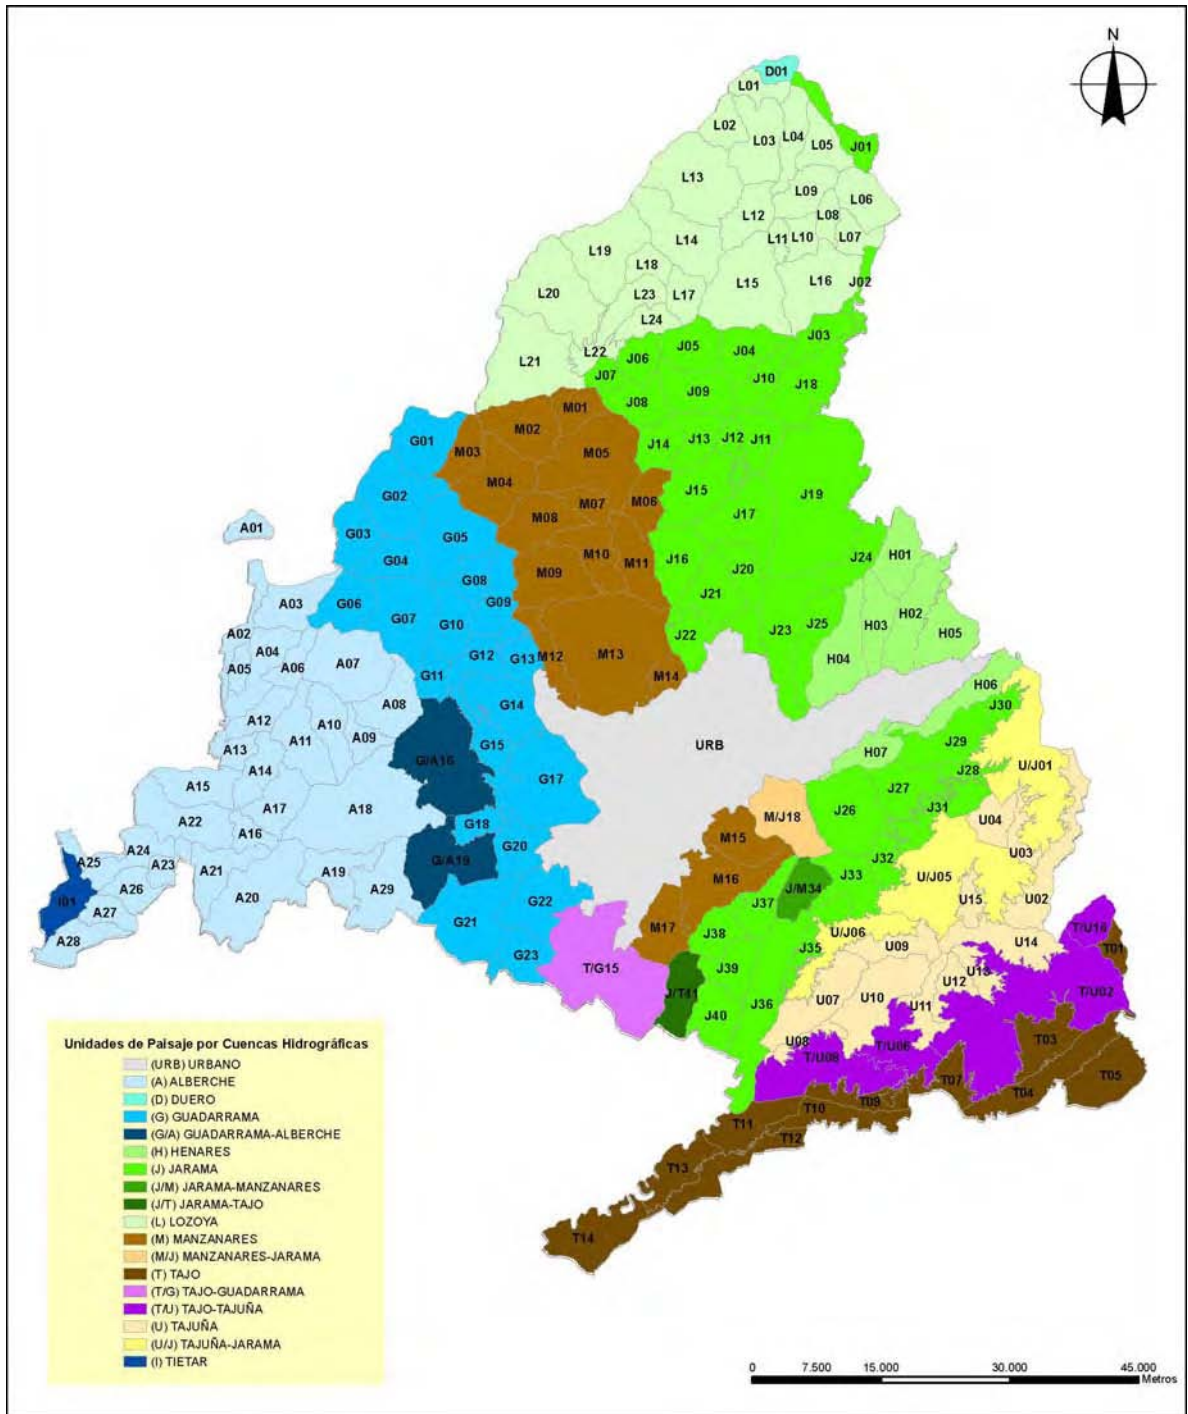 N
D01
L01
L02
L03
L04
L05
J01
L13
L09
L06
L12
L08
L14
L11
L10
L07
L19
L18
L16
J02
L20
L23
L17
L15
L24
J03
L22
J06
J05
J04
L21
J07
J10
J18
J09
J08
M01
G01
M02
M03
M05
J14
J13
J12
J11
M04
G02
M07
M06
J15
J19
A01
M08
J17
G03
G05
M10
G04
M11
J16
J24
H01
M09
J20
G08
A03
G06
G09
J21
G07
G10
H02
A02
J22
J23
J25
H03
H05
A04
A05
A06
A07
G12
G13
M12
M13
H04
G11
M14
H06
A08
G14
J30
A12
A10
A09
A13
A11
G15
URB
J29
H07
A14
G/A16
G17
J28
U/J01
A15
J27
A17
A18
M/J18
J26
J31
A22
G18
U04
A16
M15
A24
G20
A25
A23
G/A19
J32
U03
A21
A19
M16
J/M34
J33
U/J05
A26
A29
I01
A20
G22
J37
U15
U02
A27
G21
M17
J38
U/J06
T/U16
A28
G23
J35
U09
U14
T01
T/G15
J39
U13
U12
J/T41
T/U02
U07
U10
J36
U11
J40
U08
T/U06
T03
T/U08
T07
T05
T10
T09
T04
T11
T12
T13
T14
Unidades de Paisaje por Cuencas Hidrográficas
(URB) URBANO
(A) ALBERCHE
(D) DUERO
(G) GUADARRAMA
(G/A) GUADARRAMA-ALBERCHE
(H) HENARES
(J) JARAMA
(J/M) JARAMA-MANZANARES
(J/T) JARAMA-TAJO
(L) LOZOYA
(M) MANZANARES
(M/J) MANZANARES-JARAMA
(T) TAJO
(T/G) TAJO-GUADARRAMA
(T/U) TAJO-TAJUÑA
(U) TAJUÑA
(U/J) TAJUÑA-JARAMA
(I) TIETAR
0 7.500 15.000 30.000 45.000
Metros